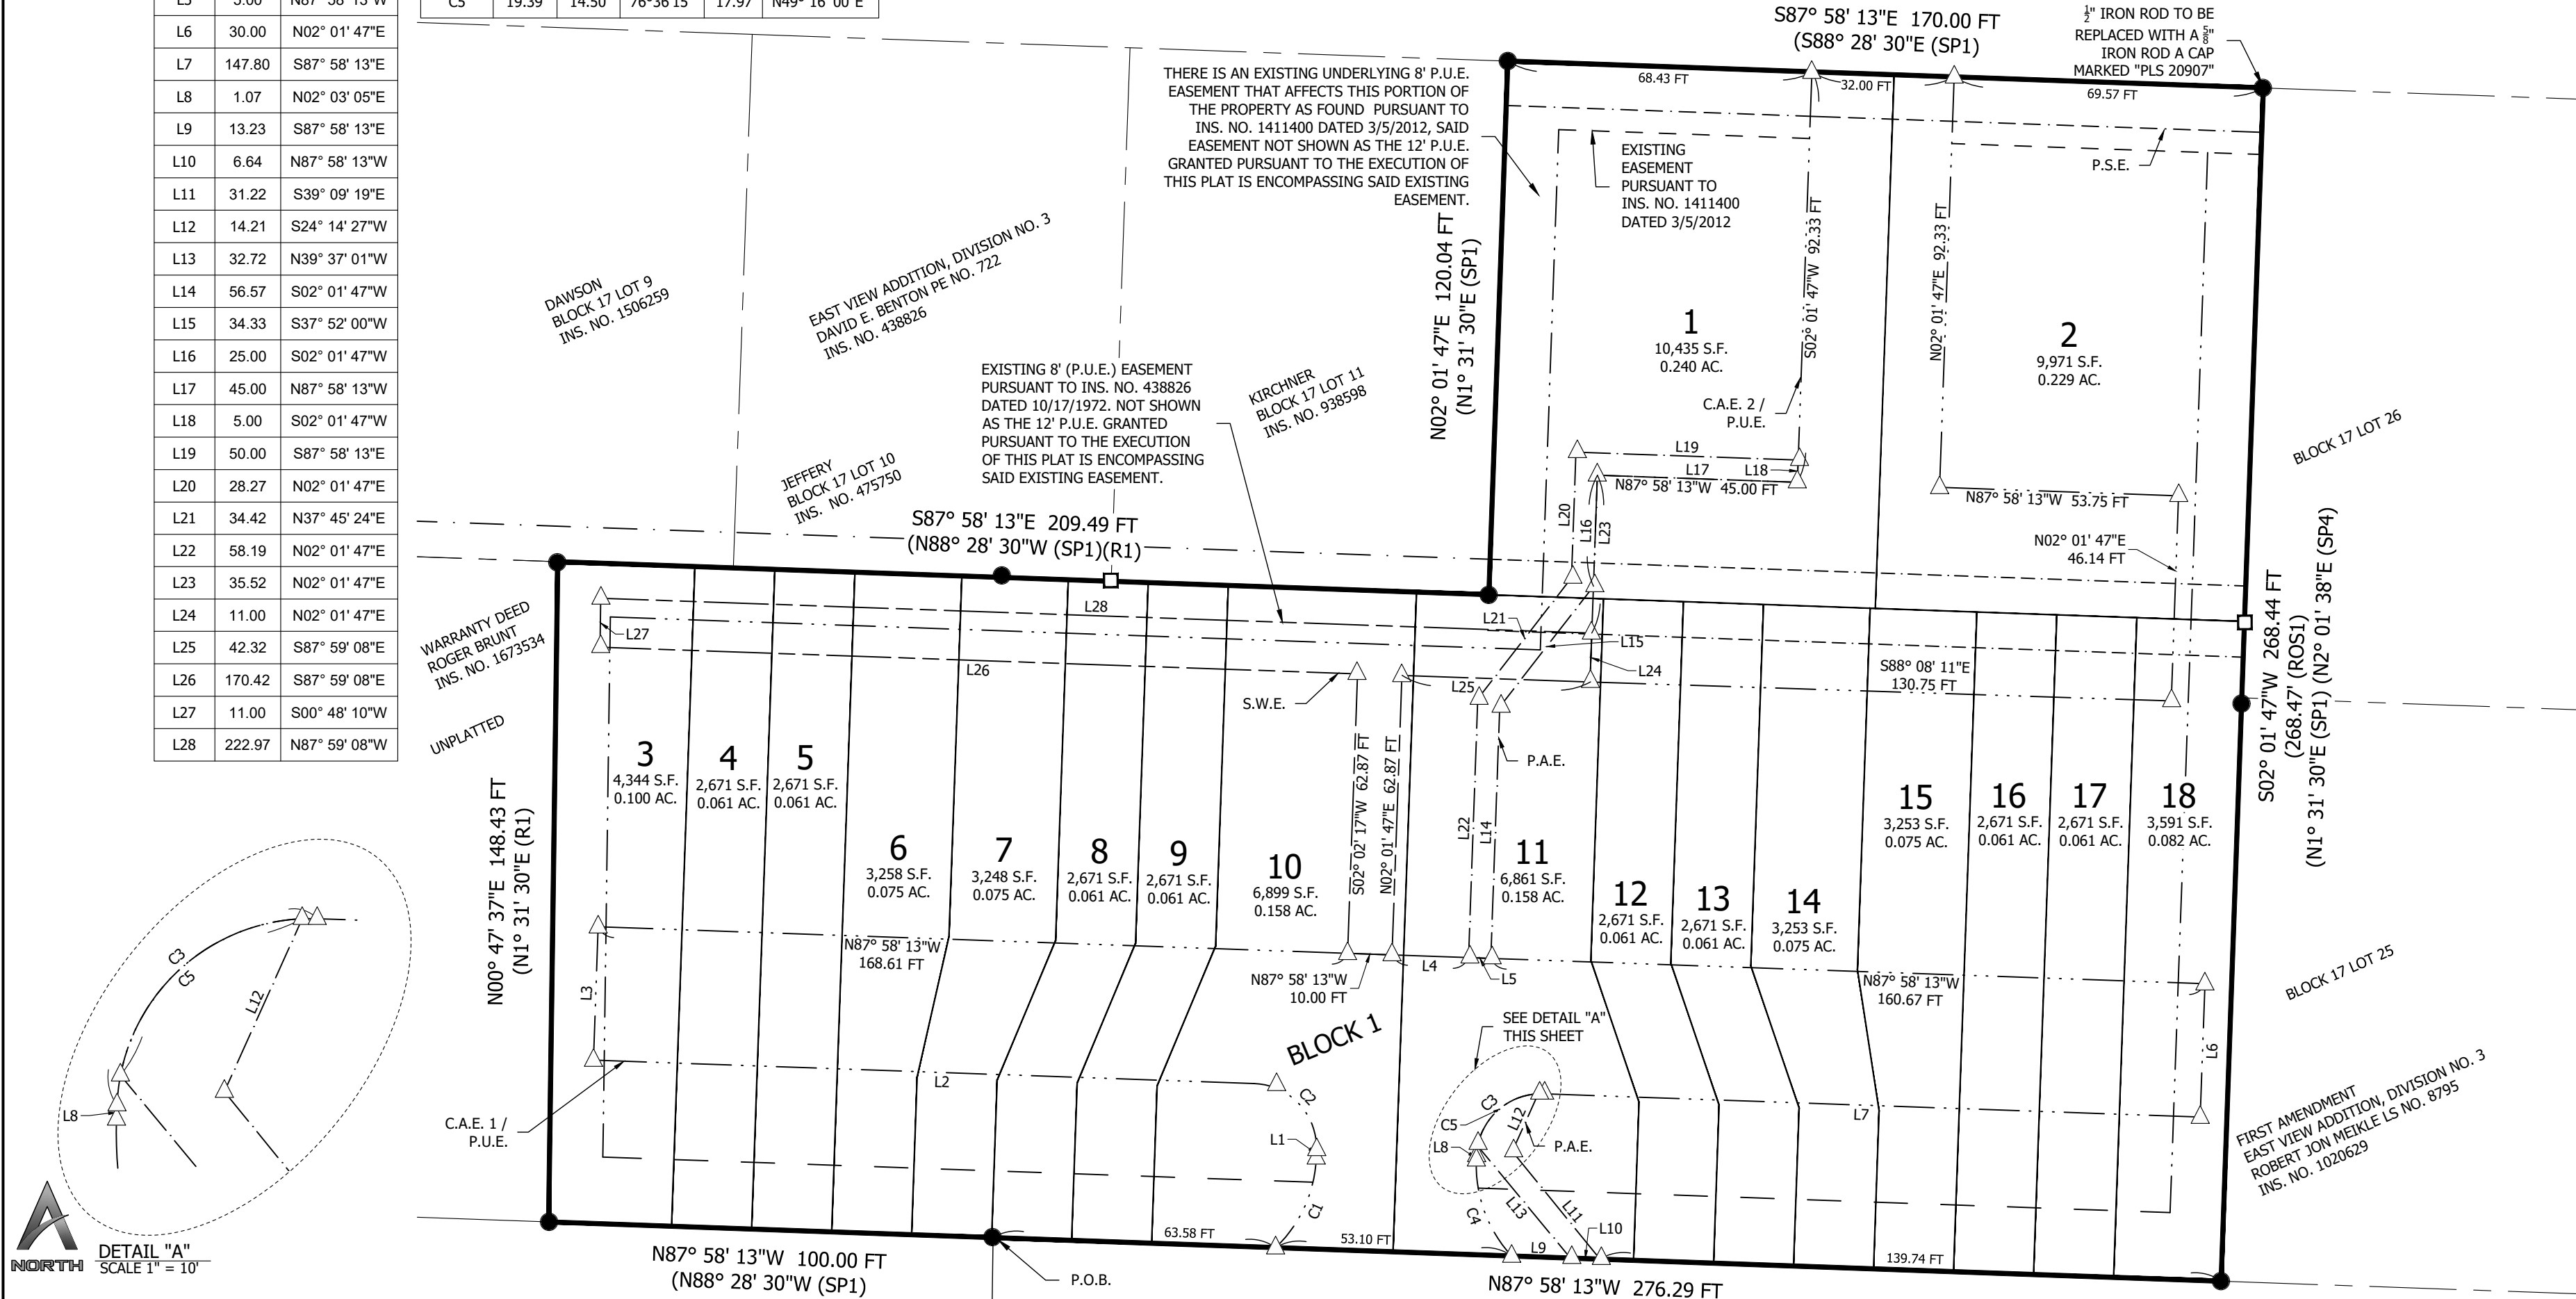 L5 3.00 N87° 58' 13"W
L6 30.00 N02° 01' 47"E
L7 147.80 S87° 58' 13"E
L8 1.07 N02° 03' 05"E
L9 13.23 S87° 58' 13"E
L10 6.64 N87° 58' 13"W
L11 31.22 S39° 09' 19"E
L12 14.21 S24° 14' 27"W
L13 32.72 N39° 37' 01"W
L14 56.57 S02° 01' 47"W
L15 34.33 S37° 52' 00"W
L16 25.00 S02° 01' 47"W
L17 45.00 N87° 58' 13"W
L18 5.00 S02° 01' 47"W
L19 50.00 S87° 58' 13"E
L20 28.27 N02° 01' 47"E
L21 34.42 N37° 45' 24"E
L22 58.19 N02° 01' 47"E
L23 35.52 N02° 01' 47"E
L24 11.00 N02° 01' 47"E
L25 42.32 S87° 59' 08"E
L26 170.42 S87° 59' 08"E
L27 11.00 S00° 48' 10"W
L28 222.97 N87° 59' 08"W
C5 19.39 14.50 76°36'15" 17.97 N49° 16' 00"E
S87° 58' 13"E 170.00 FT
(S88° 28' 30"E (SP1)
½" IRON ROD TO BE
REPLACED WITH A ⅝"
IRON ROD A CAP
MARKED "PLS 20907"
68.43 FT
32.00 FT
69.57 FT
THERE IS AN EXISTING UNDERLYING 8' P.U.E.
EASEMENT THAT AFFECTS THIS PORTION OF
THE PROPERTY AS FOUND PURSUANT TO
INS. NO. 1411400 DATED 3/5/2012, SAID
EASEMENT NOT SHOWN AS THE 12' P.U.E.
GRANTED PURSUANT TO THE EXECUTION OF
THIS PLAT IS ENCOMPASSING SAID EXISTING
EASEMENT.
EXISTING
EASEMENT
PURSUANT TO
INS. NO. 1411400
DATED 3/5/2012
P.S.E.
DAWSON
BLOCK 17 LOT 9
INS. NO. 1506259
EAST VIEW ADDITION, DIVISION NO. 3
DAVID E. BENTON PE NO. 722
INS. NO. 438826
N02° 01' 47"E 120.04 FT
(N1° 31' 30"E (SP1)
S02° 01' 47"W 92.33 FT
N02° 01' 47"E 92.33 FT
1
10,435 S.F.
0.240 AC.
2
9,971 S.F.
0.229 AC.
C.A.E. 2 /
P.U.E.
EXISTING 8' (P.U.E.) EASEMENT
PURSUANT TO INS. NO. 438826
DATED 10/17/1972. NOT SHOWN
AS THE 12' P.U.E. GRANTED
PURSUANT TO THE EXECUTION
OF THIS PLAT IS ENCOMPASSING
SAID EXISTING EASEMENT.
KIRCHNER
BLOCK 17 LOT 11
INS. NO. 938598
JEFFERY
BLOCK 17 LOT 10
INS. NO. 475750
BLOCK 17 LOT 26
L19
L17
L18
N87° 58' 13"W 45.00 FT
N87° 58' 13"W 53.75 FT
L20
L16
L23
N02° 01' 47"E
46.14 FT
S87° 58' 13"E 209.49 FT
(N88° 28' 30"W (SP1)(R1)
S02° 01' 47"W 268.44 FT
(268.47' (ROS1)
(N1° 31' 30"E (SP1) (N2° 01' 38"E (SP4)
WARRANTY DEED
ROGER BRUNT
INS. NO. 1673534
UNPLATTED
L28
L27
L26
L21
L15
L24
L25
S.W.E.
P.A.E.
S88° 08' 11"E
130.75 FT
N00° 47' 37"E 148.43 FT
(N1° 31' 30"E (R1)
S02° 02' 17"W 62.87 FT
N02° 01' 47"E 62.87 FT
L22
L14
3
4,344 S.F.
0.100 AC.
4
2,671 S.F.
0.061 AC.
5
2,671 S.F.
0.061 AC.
6
3,258 S.F.
0.075 AC.
7
3,248 S.F.
0.075 AC.
8
2,671 S.F.
0.061 AC.
9
2,671 S.F.
0.061 AC.
10
6,899 S.F.
0.158 AC.
11
6,861 S.F.
0.158 AC.
12
2,671 S.F.
0.061 AC.
13
2,671 S.F.
0.061 AC.
14
3,253 S.F.
0.075 AC.
15
3,253 S.F.
0.075 AC.
16
2,671 S.F.
0.061 AC.
17
2,671 S.F.
0.061 AC.
18
3,591 S.F.
0.082 AC.
N87° 58' 13"W
168.61 FT
N87° 58' 13"W
10.00 FT
L4
L5
N87° 58' 13"W
160.67 FT
BLOCK 17 LOT 25
L3
L6
BLOCK 1
SEE DETAIL "A"
THIS SHEET
L2
C2
L1
C1
C3
C5
L12
L8
P.A.E.
L7
C.A.E. 1 /
P.U.E.
C4
L13
L11
L10
L9
FIRST AMENDMENT
EAST VIEW ADDITION, DIVISION NO. 3
ROBERT JON MEIKLE LS NO. 8795
INS. NO. 1020629
63.58 FT
53.10 FT
139.74 FT
N87° 58' 13"W 100.00 FT
(N88° 28' 30"W (SP1)
P.O.B.
N87° 58' 13"W 276.29 FT
C3
C5
L12
L8
NORTH
DETAIL "A"
SCALE 1" = 10'